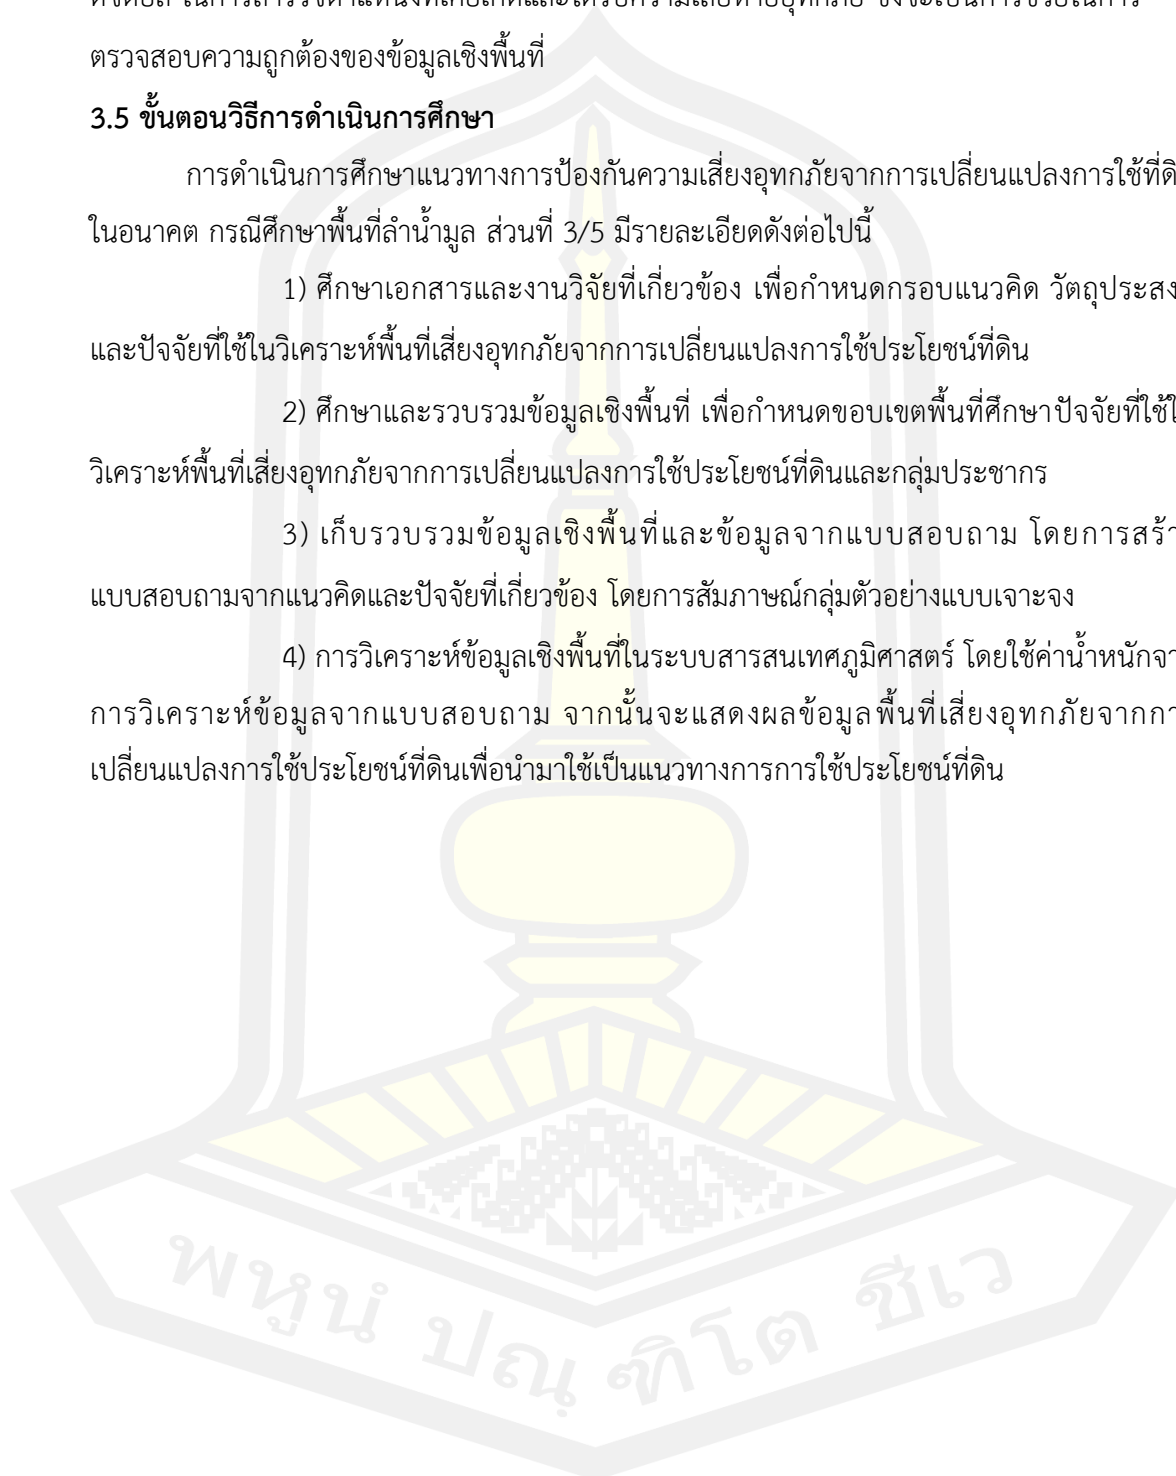 ตรวจสอบความถูกต้องของข้อมูลเชิงพื้นที่
3.5 ขั้นตอนวิธีการดำเนินการศึกษา
การดำเนินการศึกษาแนวทางการป้องกันความเสี่ยงอุทกภัยจากการเปลี่ยนแปลงการใช้ที่ดิ
ในอนาคต กรณีศึกษาพื้นที่ลำน้ำมูล ส่วนที่ 3/5 มีรายละเอียดดังต่อไปนี้
1) ศึกษาเอกสารและงานวิจัยที่เกี่ยวข้อง เพื่อกำหนดกรอบแนวคิด วัตถุประสง
และปัจจัยที่ใช้ในวิเคราะห์พื้นที่เสี่ยงอุทกภัยจากการเปลี่ยนแปลงการใช้ประโยชน์ที่ดิน
2) ศึกษาและรวบรวมข้อมูลเชิงพื้นที่ เพื่อกำหนดขอบเขตพื้นที่ศึกษาปัจจัยที่ใช้ใ
วิเคราะห์พื้นที่เสี่ยงอุทกภัยจากการเปลี่ยนแปลงการใช้ประโยชน์ที่ดินและกลุ่มประชากร
3) เก็บรวบรวมข้อมูลเชิงพื้นที่และข้อมูลจากแบบสอบถาม โดยการสร้า
แบบสอบถามจากแนวคิดและปัจจัยที่เกี่ยวข้อง โดยการสัมภาษณ์กลุ่มตัวอย่างแบบเจาะจง
4) การวิเคราะห์ข้อมูลเชิงพื้นที่ในระบบสารสนเทศภูมิศาสตร์ โดยใช้ค่าน้ำหนักจา
การวิเคราะห์ข้อมูลจากแบบสอบถาม จากนั้นจะแสดงผลข้อมูลพื้นที่เสี่ยงอุทกภัยจากกา
เปลี่ยนแปลงการใช้ประโยชน์ที่ดินเพื่อนำมาใช้เป็นแนวทางการการใช้ประโยชน์ที่ดิน
พหูนํ ปณฺฑิโต ชีเว